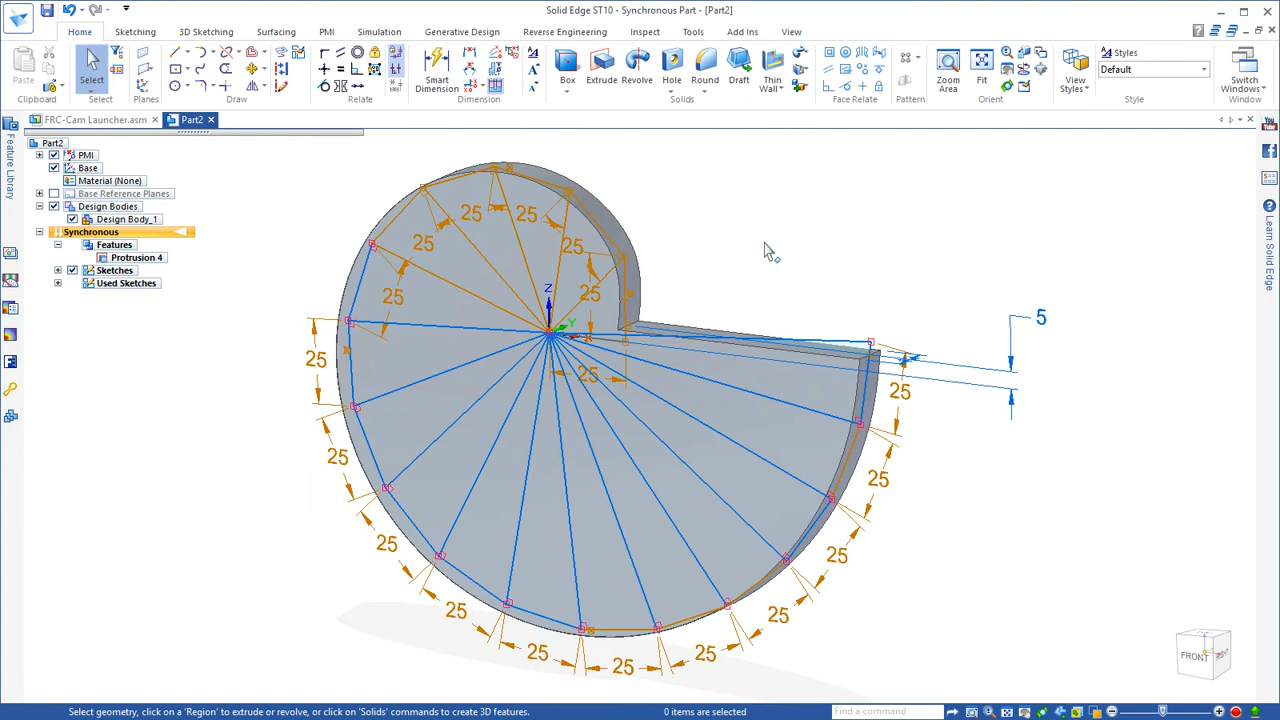 Solid Edge ST10 - Synchronous Part - [Part2]
Home Sketching 3D Sketching Surfacing PMI Simulation Generative Design Reverse Engineering Inspect Tools Add Ins View
Paste Select Smart Dimension Box Extrude Revolve Hole Round Draft Thin Wall Zoom Area Fit View Styles Styles Default Switch Windows
Clipboard Select Planes Draw Relate Dimension Solids Face Relate Pattern Orient Style Window
FRC-Cam Launcher.asm Part2
Feature Library
Part2
PMI
Base
Material (None)
Base Reference Planes
Design Bodies
Design Body_1
Synchronous
Features
Protrusion 4
Sketches
Used Sketches
25 25
25 25
25 25
Z
Y
X
5
25
25
25
25
25
25
25
25
25
25
25
25
25
FRONT
You Tube
Select geometry, click on a 'Region' to extrude or revolve, or click on 'Solids' commands to create 3D features.
0 items are selected
Find a command